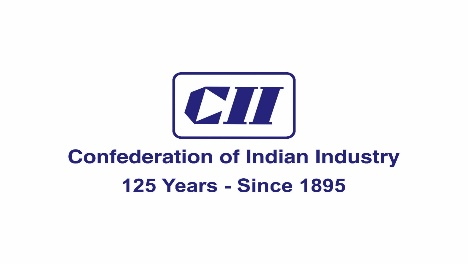 CII
Confederation of Indian Industry
125 Years - Since 1895